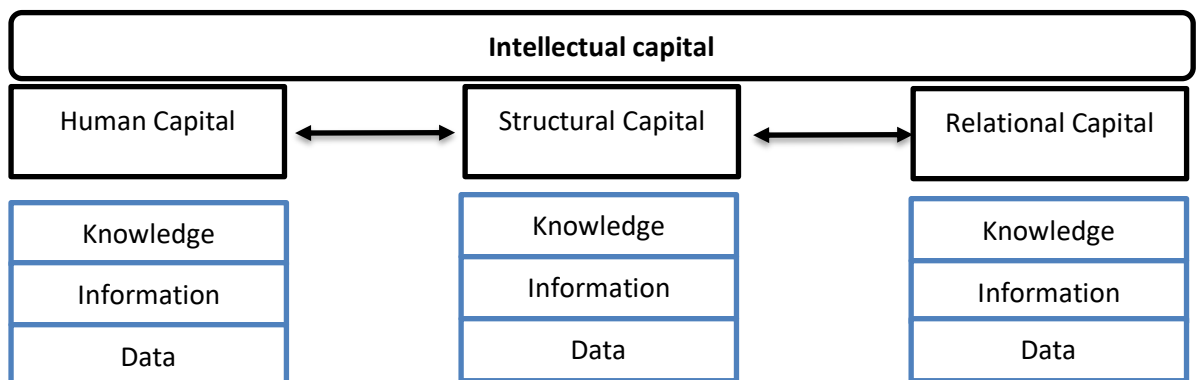 Intellectual capital
Human Capital
Structural Capital
Relational Capital
Knowledge
Information
Data
Knowledge
Information
Data
Knowledge
Information
Data